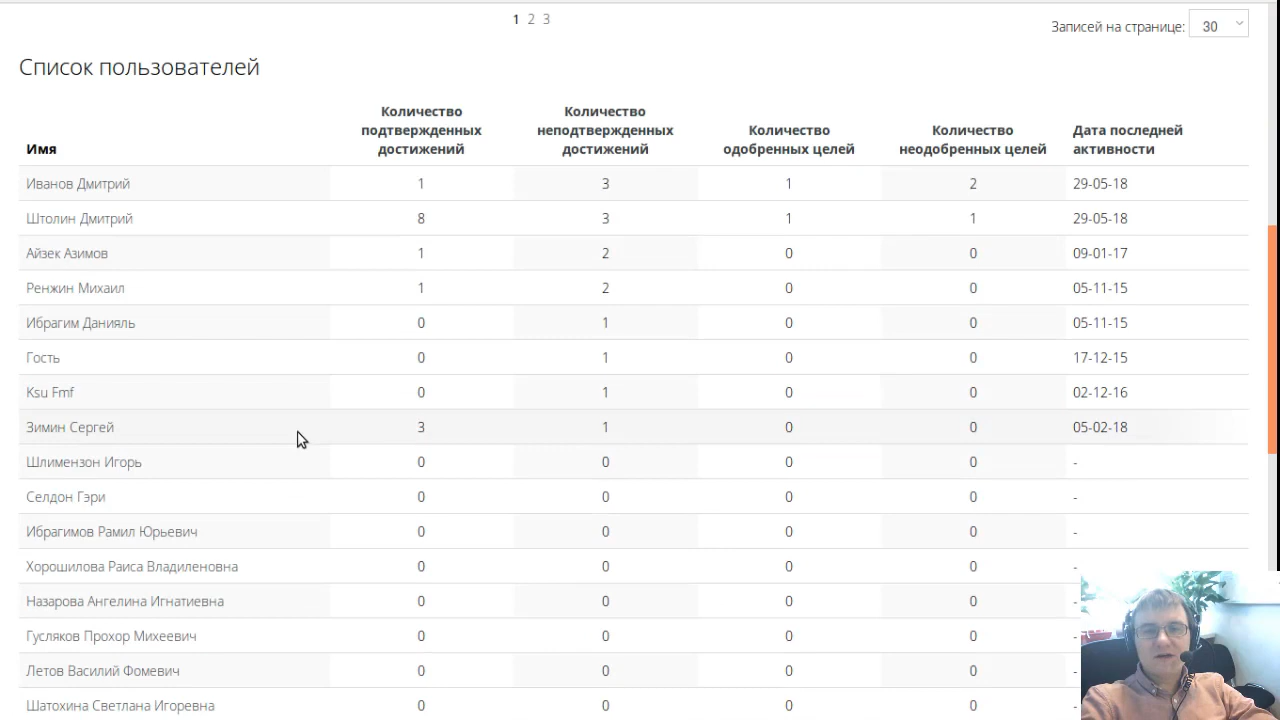 1 2 3
Записей на странице: 30
Список пользователей
Имя Количество подтвержденных достижений Количество неподтвержденных достижений Количество одобренных целей Количество неодобренных целей Дата последней активности
Иванов Дмитрий 1 3 1 2 29-05-18
Штолин Дмитрий 8 3 1 1 29-05-18
Айзек Азимов 1 2 0 0 09-01-17
Ренжин Михаил 1 2 0 0 05-11-15
Ибрагим Данияль 0 1 0 0 05-11-15
Гость 0 1 0 0 17-12-15
Ksu Fmf 0 1 0 0 02-12-16
Зимин Сергей 3 1 0 0 05-02-18
Шлимензон Игорь 0 0 0 0 -
Селдон Гэри 0 0 0 0 -
Ибрагимов Рамил Юрьевич 0 0 0 0 -
Хорошилова Раиса Владиленовна 0 0 0 0 -
Назарова Ангелина Игнатиевна 0 0 0 0 -
Гусляков Прохор Михеевич 0 0 0 0 -
Летов Василий Фомевич 0 0 0 0 -
Шатохина Светлана Игоревна 0 0 0 0 -